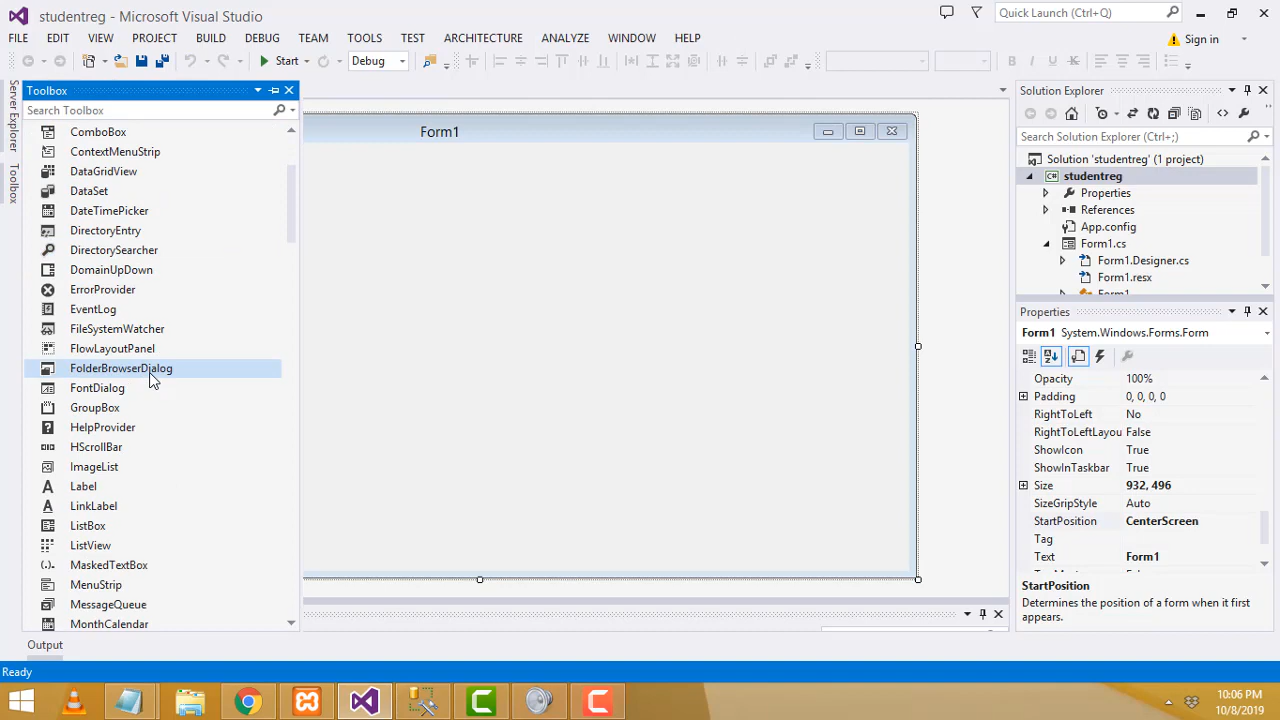 studentreg - Microsoft Visual Studio
Quick Launch (Ctrl+Q)
FILE EDIT VIEW PROJECT BUILD DEBUG TEAM TOOLS TEST ARCHITECTURE ANALYZE WINDOW HELP
Sign in
Start
Debug
Server Explorer
Toolbox
Toolbox
Search Toolbox
ComboBox
ContextMenuStrip
DataGridView
DataSet
DateTimePicker
DirectoryEntry
DirectorySearcher
DomainUpDown
ErrorProvider
EventLog
FileSystemWatcher
FlowLayoutPanel
FolderBrowserDialog
FontDialog
GroupBox
HelpProvider
HScrollBar
ImageList
Label
LinkLabel
ListBox
ListView
MaskedTextBox
MenuStrip
MessageQueue
MonthCalendar
Form1
Solution Explorer
Search Solution Explorer (Ctrl+;)
Solution 'studentreg' (1 project)
C# studentreg
Properties
References
App.config
Form1.cs
Form1.Designer.cs
Form1.resx
Form1
Properties
Form1 System.Windows.Forms.Form
Opacity 100%
Padding 0, 0, 0, 0
RightToLeft No
RightToLeftLayou False
ShowIcon True
ShowInTaskbar True
Size 932, 496
SizeGripStyle Auto
StartPosition CenterScreen
Tag
Text Form1
StartPosition
Determines the position of a form when it first
appears.
Output
Ready
10:06 PM
10/8/2019